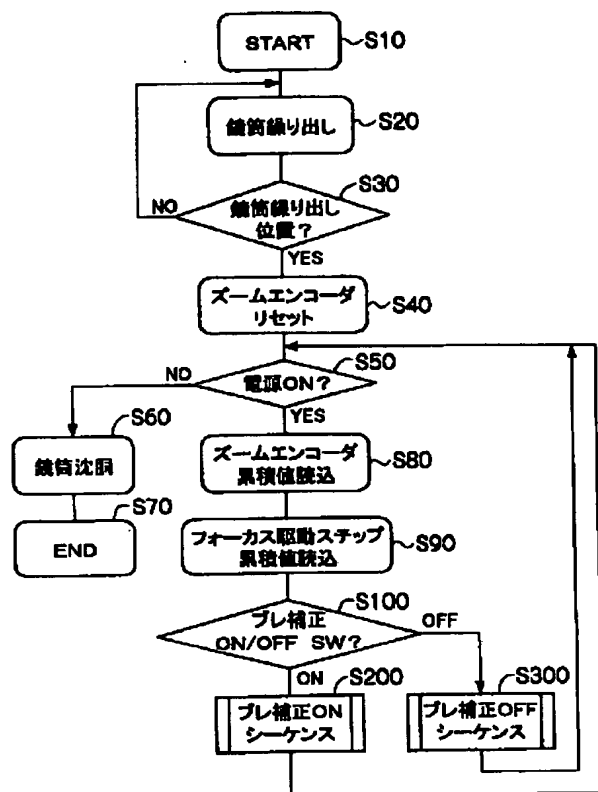 START
S10
鏡筒繰り出し
S20
S30
NO
鏡筒繰り出し
位置?
YES
ズームエンコーダ
リセット
S40
S50
NO
電源ON?
YES
S60
鏡筒沈胴
S70
END
ズームエンコーダ
累積値読込
S80
フォーカス駆動ステップ
累積値読込
S90
S100
ブレ補正
ON/OFF SW?
OFF
ON
S200
ブレ補正ON
シーケンス
S300
ブレ補正OFF
シーケンス